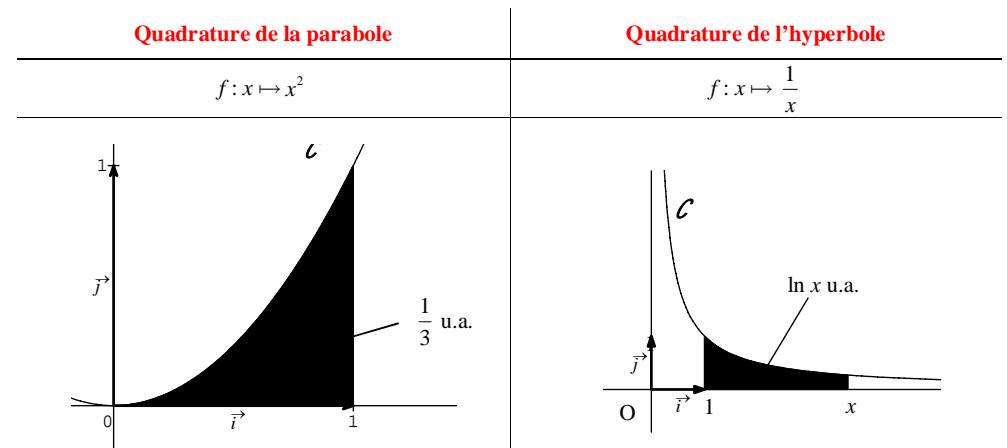 Quadrature de la parabole
f : x ↦ x²
C
1
j⃗
1/3 u.a.
0
i⃗
1
Quadrature de l’hyperbole
f : x ↦ 1/x
C
ln x u.a.
j⃗
O
i⃗
1
x